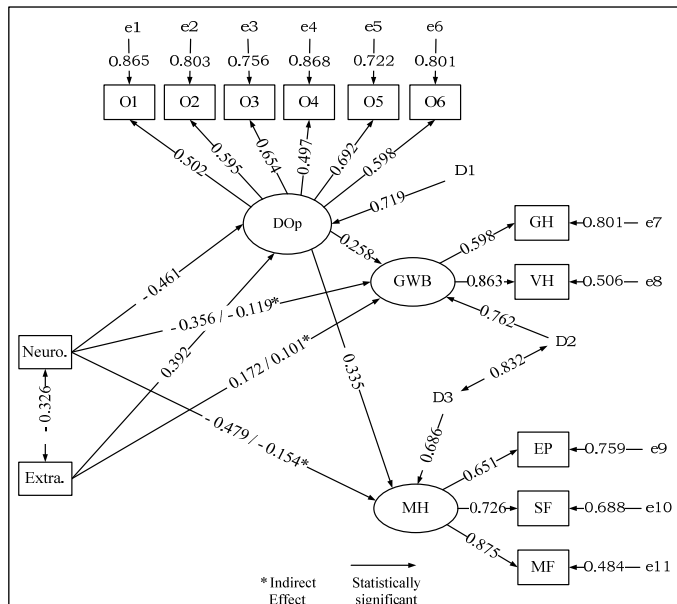 e1 e2 e3 e4 e5 e6
0.865 0.803 0.756 0.868 0.722 0.801
O1 O2 O3 O4 O5 O6
0.502 0.595 0.654 0.497 0.692 0.598
D1
0.719
DOp
0.258
0.598
GH
0.801
e7
GWB
0.863
VH
0.506
e8
- 0.461
- 0.356 / - 0.119*
0.762
D2
Neuro.
0.392
0.172 / 0.101*
0.335
0.832
- 0.326
D3
- 0.479 / - 0.154*
0.686
Extra.
0.651
EP
0.759
e9
MH
0.726
SF
0.688
e10
0.875
MF
0.484
e11
* Indirect
Effect
Statistically
significant